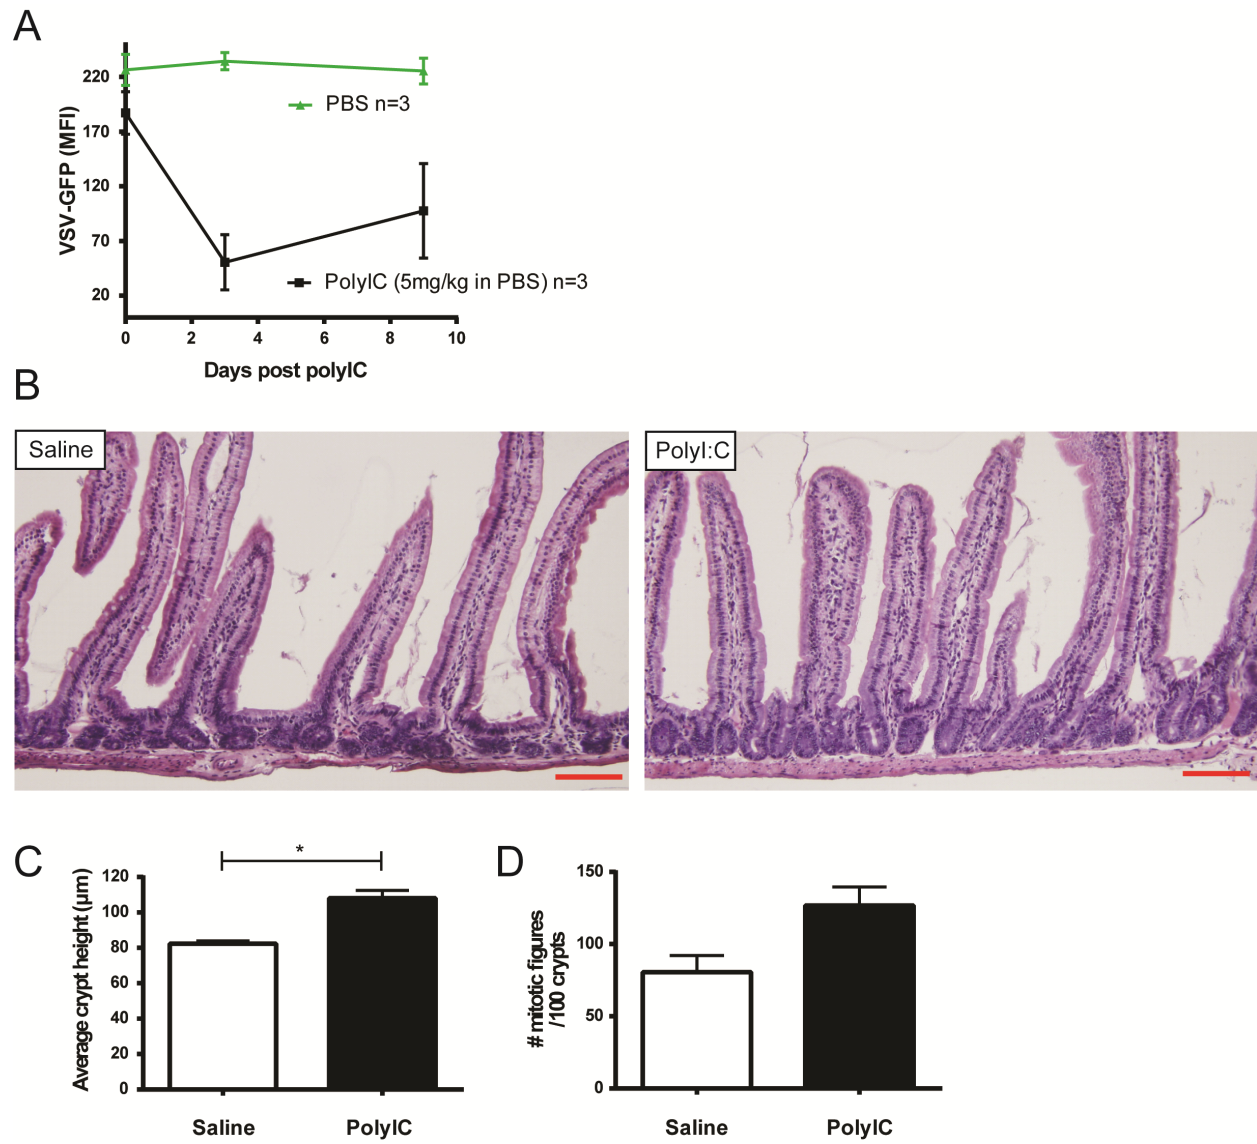 A
VSV-GFP (MFI)
220
170
120
70
20
PBS n=3
PolyIC (5mg/kg in PBS) n=3
0 2 4 6 8 10
Days post polyIC
B
Saline
PolyI:C
C
*
Average crypt height (μm)
120
100
80
60
40
20
0
Saline PolyIC
D
# mitotic figures
/100 crypts
150
100
50
0
Saline PolyIC